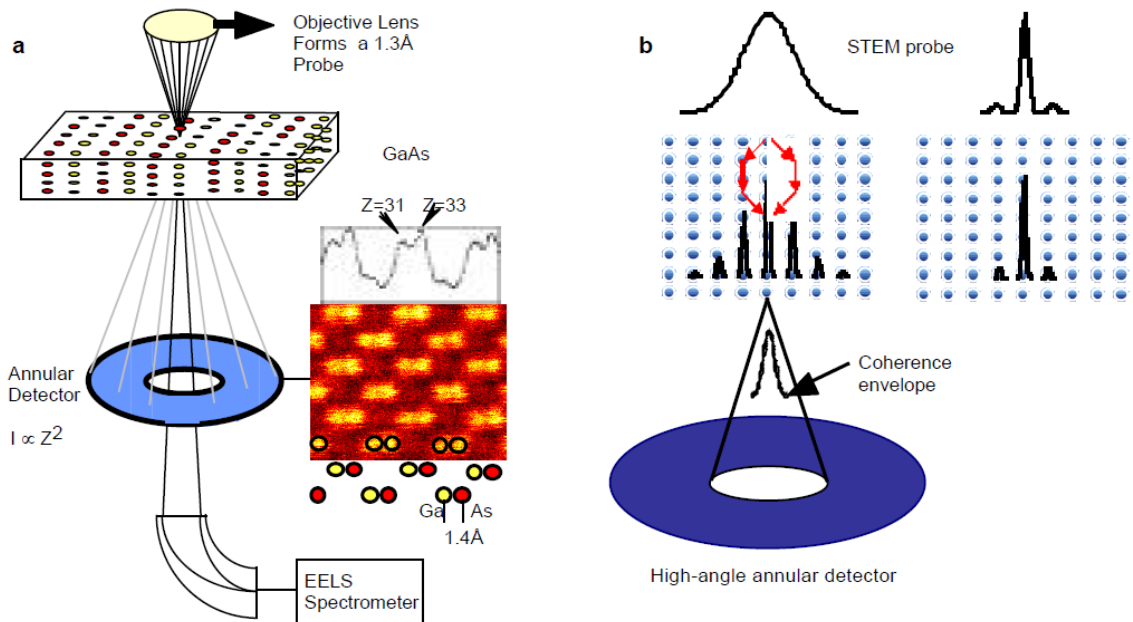 a
Objective Lens
Forms a 1.3Å
Probe
GaAs
Z=31 Z=33
Annular
Detector
I ∝ Z²
Ga As
1.4Å
EELS
Spectrometer
b
STEM probe
Coherence
envelope
High-angle annular detector